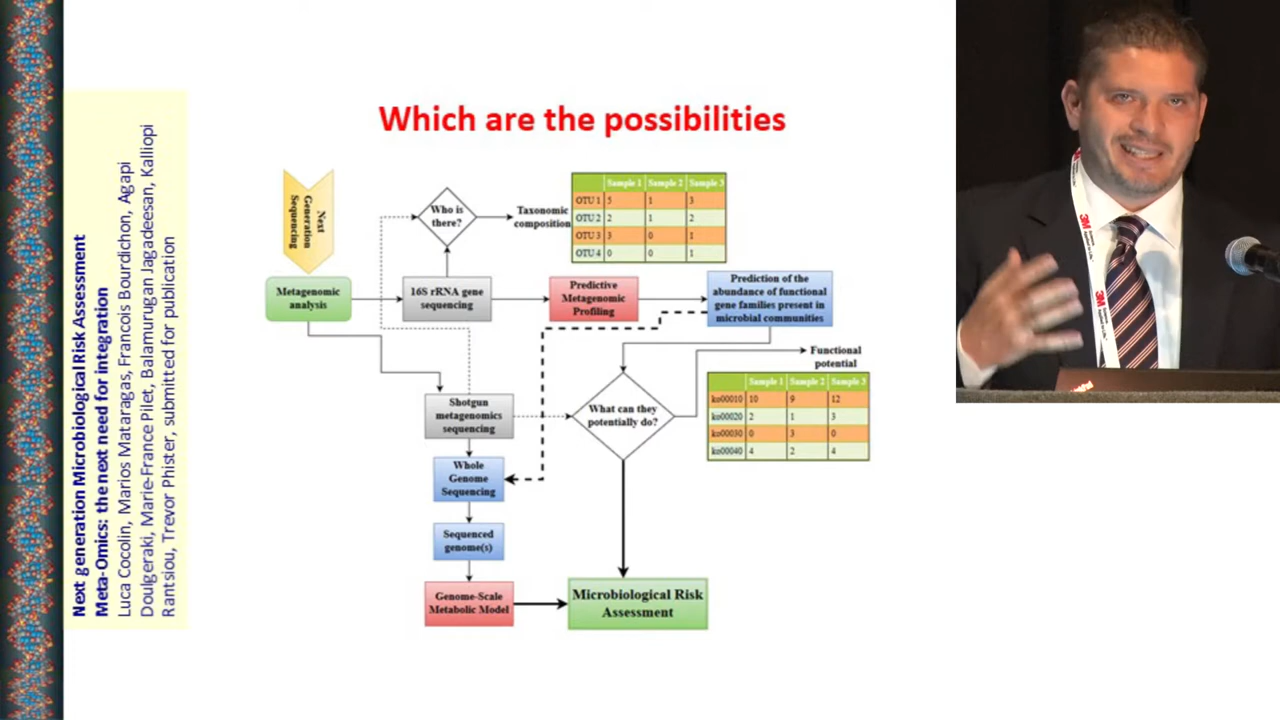 Which are the possibilities
Next generation Microbiological Risk Assessment
Meta-Omics: the next need for integration
Luca Cocolin, Marios Mataragas, Francois Bourdichon, Agapi
Doulgeraki, Marie-France Pilet, Balamurugan Jagadeesan, Kalliopi
Rantsiou, Trevor Phister, submitted for publication
Next
Generation
Sequencing
Who is
there?
Taxonomic
composition
Sample 1 Sample 2 Sample 3
OTU 1 5 1 3
OTU 2 2 1 2
OTU 3 3 0 1
OTU 4 0 0 1
Metagenomic
analysis
16S rRNA gene
sequencing
Predictive
Metagenomic
Profiling
Prediction of the
abundance of functional
gene families present in
microbial communities
Functional
potential
Shotgun
metagenomics
sequencing
What can they
potentially do?
Sample 1 Sample 2 Sample 3
ko00010 10 9 12
ko00020 2 1 3
ko00030 0 3 0
ko00040 4 2 4
Whole
Genome
Sequencing
Sequenced
genome(s)
Genome-Scale
Metabolic Model
Microbiological Risk
Assessment
3M
3M